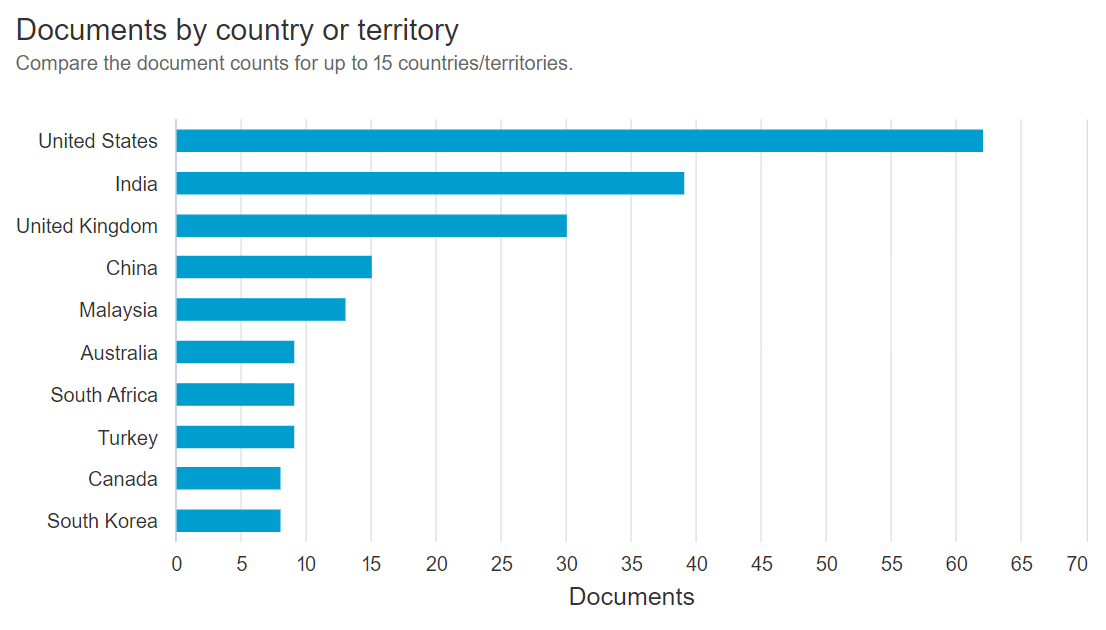 Documents by country or territory
Compare the document counts for up to 15 countries/territories.
United States
India
United Kingdom
China
Malaysia
Australia
South Africa
Turkey
Canada
South Korea
0 5 10 15 20 25 30 35 40 45 50 55 60 65 70
Documents